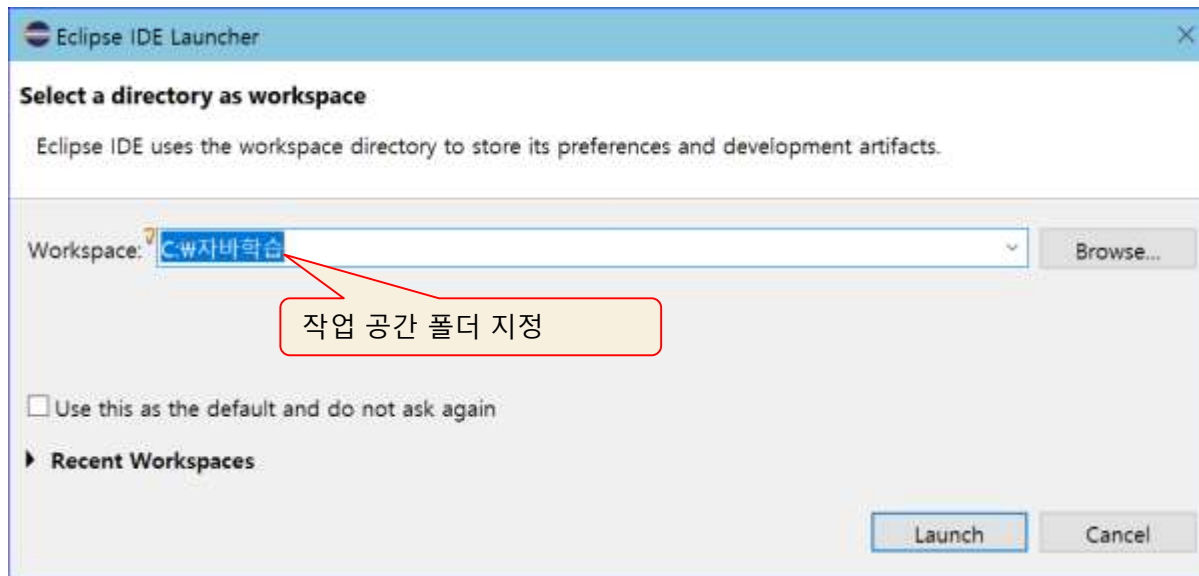 Eclipse IDE Launcher
Select a directory as workspace
Eclipse IDE uses the workspace directory to store its preferences and development artifacts.
Workspace: C:₩자바학습 Browse...
작업 공간 폴더 지정
Use this as the default and do not ask again
Recent Workspaces
Launch Cancel